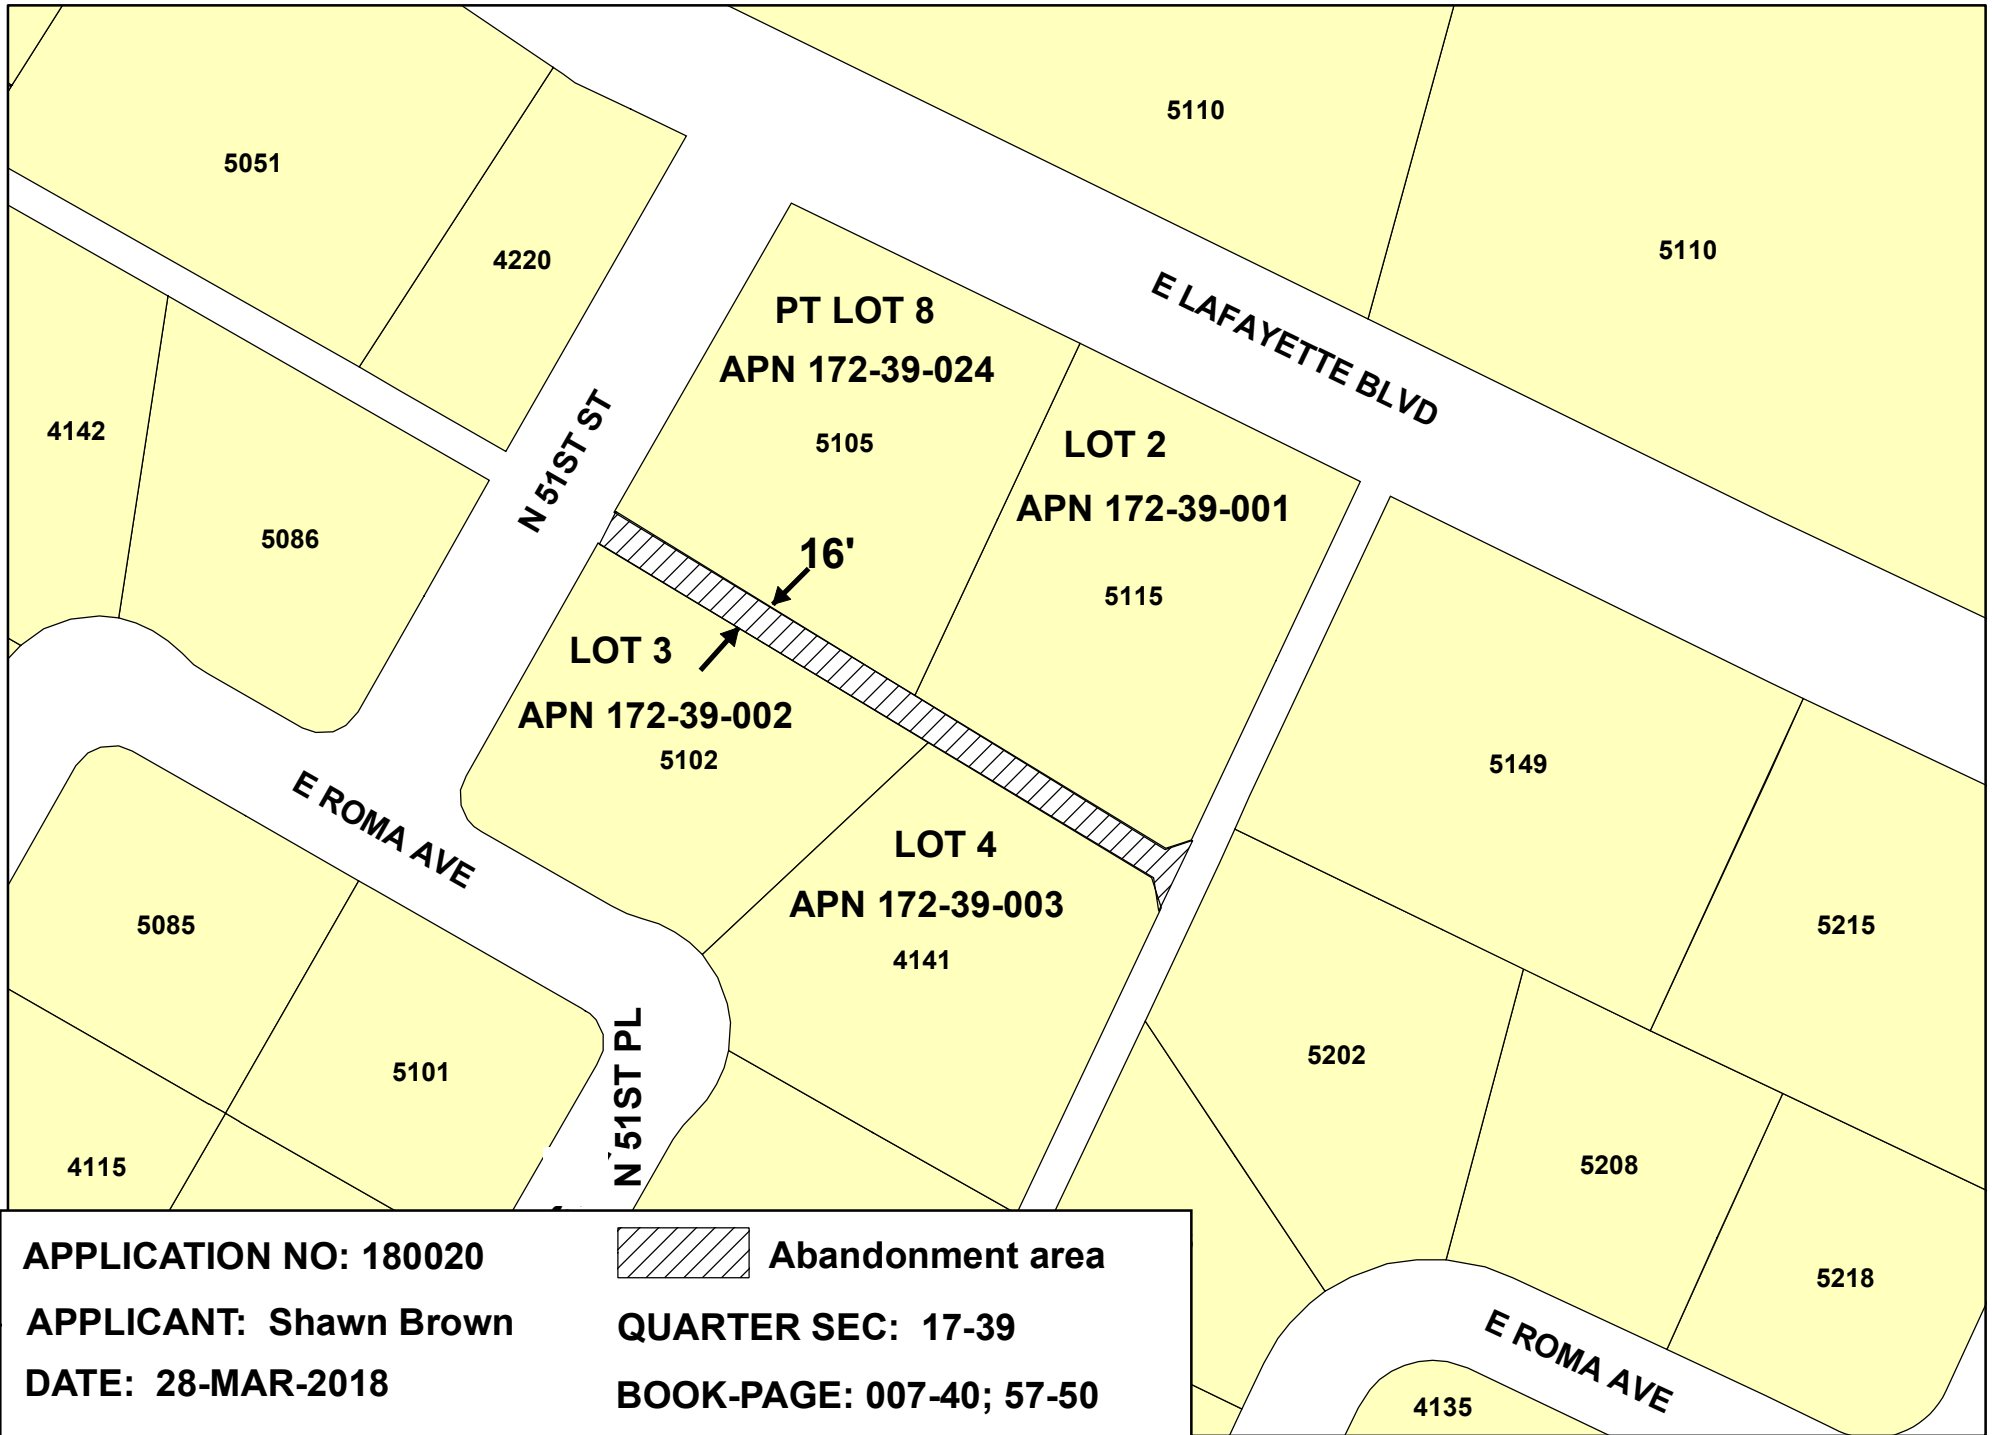 5110
5051
5110
4220
E LAFAYETTE BLVD
PT LOT 8
APN 172-39-024
5105
4142
N 51ST ST
LOT 2
APN 172-39-001
5086
16'
5115
LOT 3
APN 172-39-002
5102
5149
E ROMA AVE
LOT 4
APN 172-39-003
4141
5085
5215
5101
N 51ST PL
5202
4115
5208
5218
E ROMA AVE
4135
APPLICATION NO: 180020
APPLICANT: Shawn Brown
DATE: 28-MAR-2018
Abandonment area
QUARTER SEC: 17-39
BOOK-PAGE: 007-40; 57-50